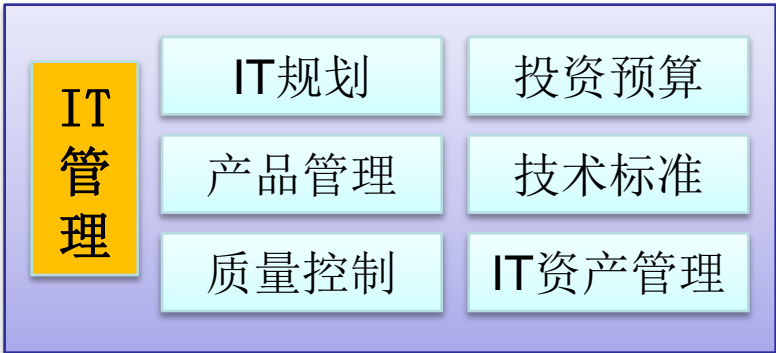 IT
管
理
IT规划
投资预算
产品管理
技术标准
质量控制
IT资产管理